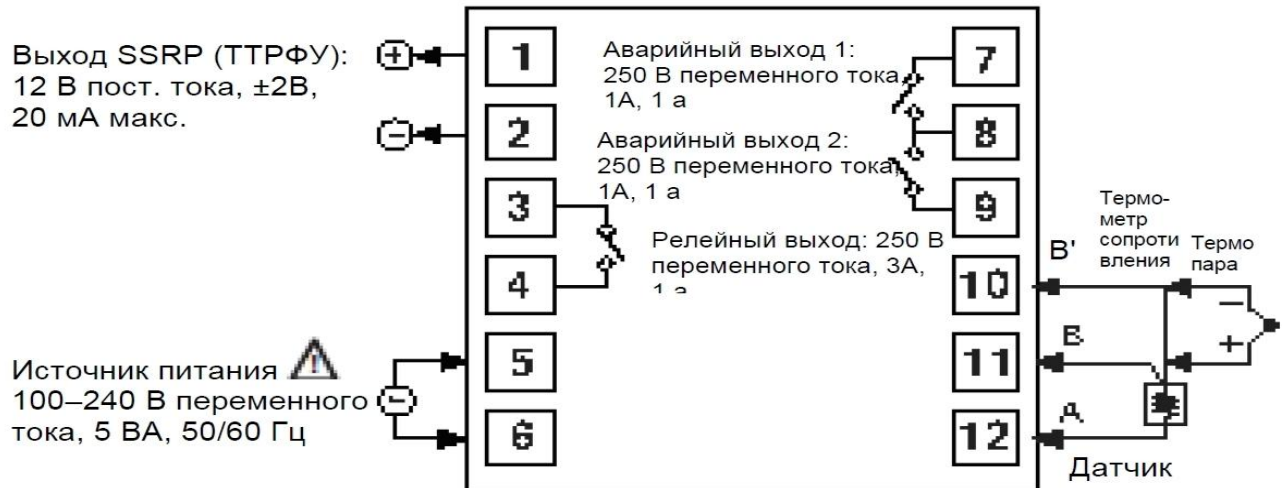 Выход SSRP (ТТРФУ):
12 В пост. тока, ±2В,
20 мА макс.
+
−
1
2
3
4
5
6
Источник питания
100–240 В переменного
тока, 5 ВА, 50/60 Гц
Аварийный выход 1:
250 В переменного тока,
1А, 1 а
Аварийный выход 2:
250 В переменного тока,
1А, 1 а
Релейный выход: 250 В
переменного тока, 3А,
1 а
7
8
9
10
11
12
B'
B
A
Термо-
метр
сопроти
вления
Термо
пара
−
+
Датчик